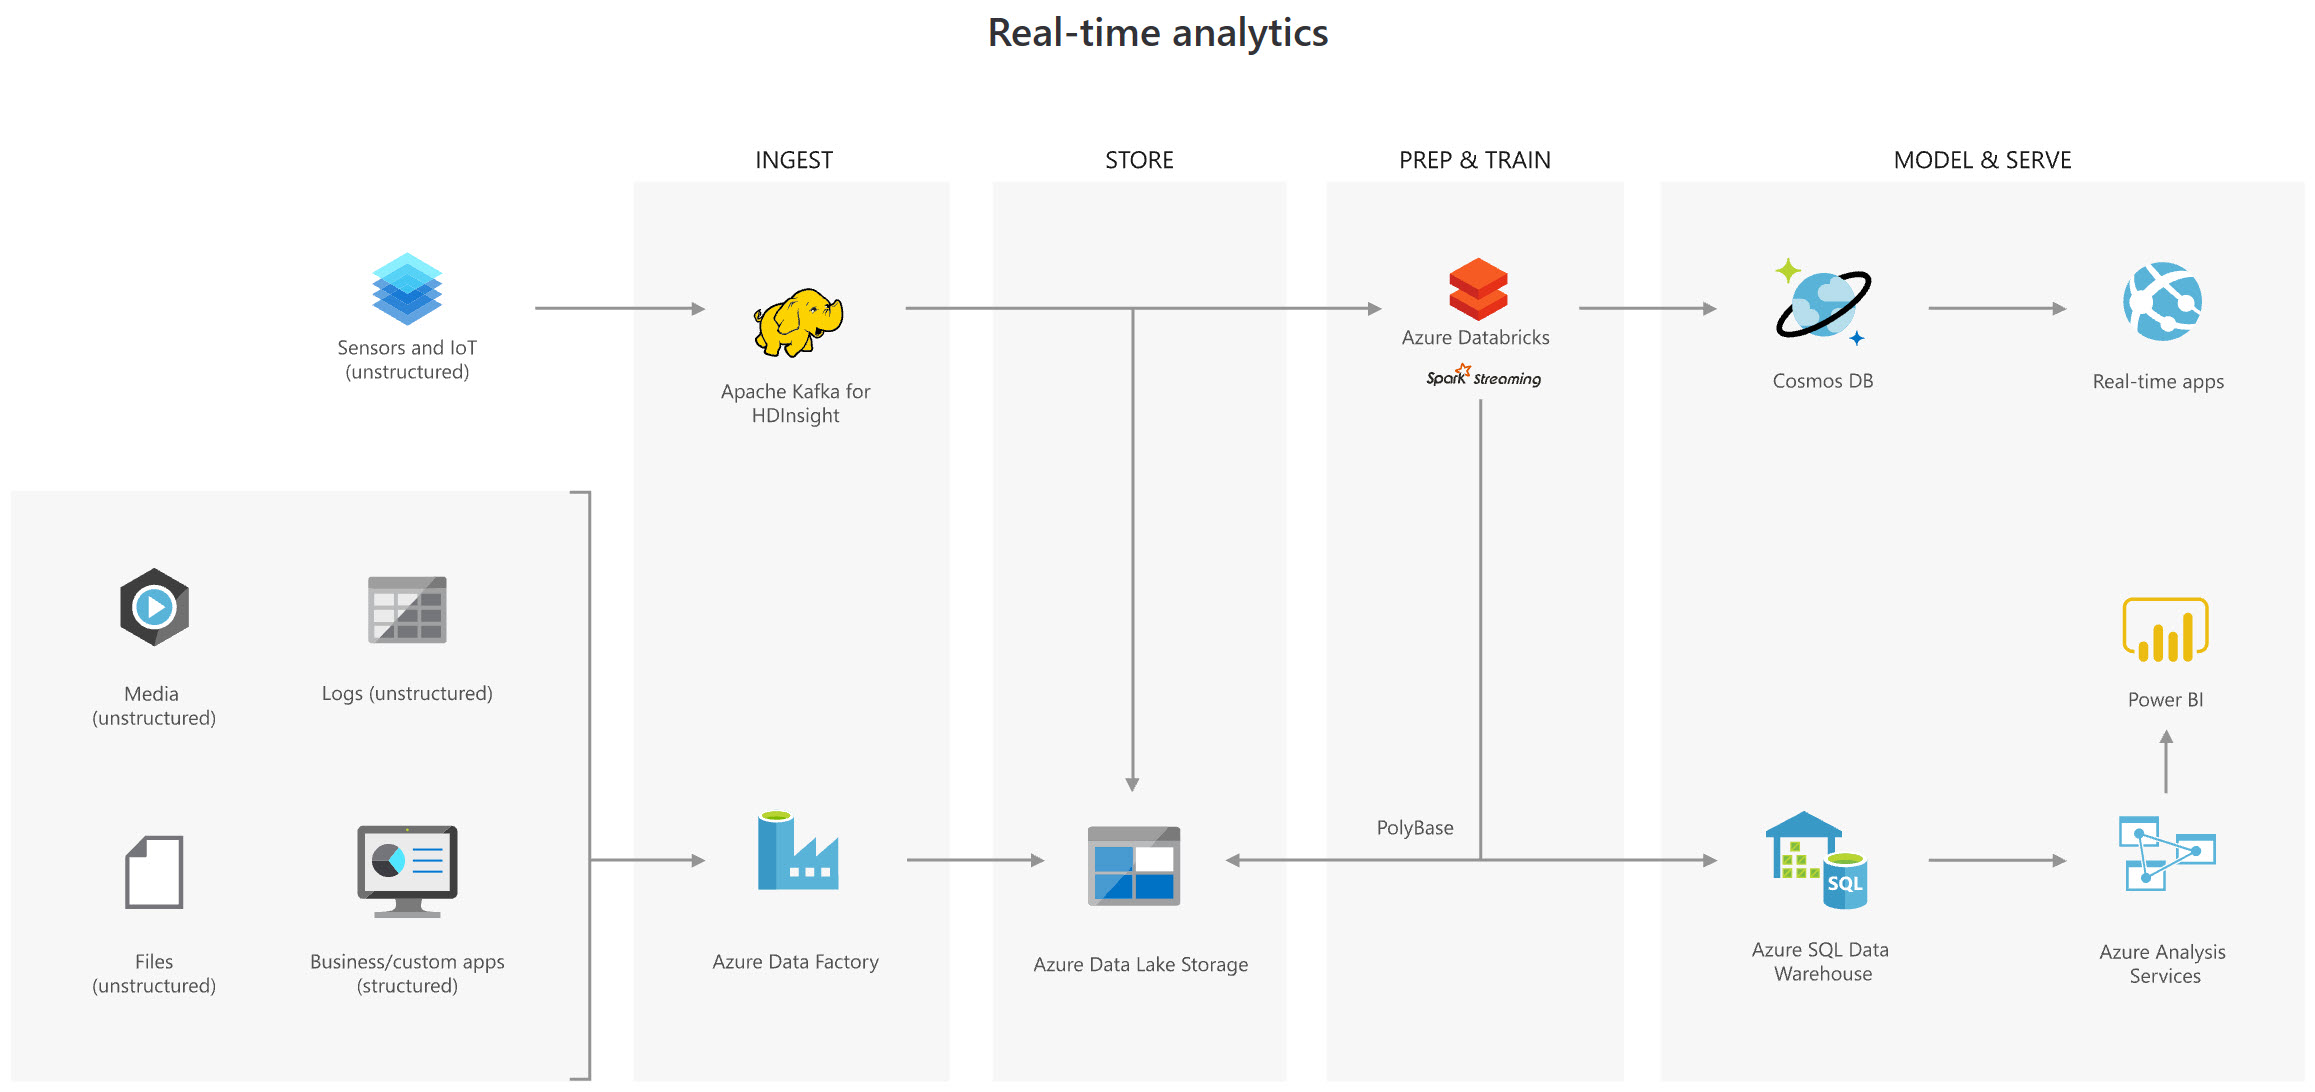 Real-time analytics
INGEST
STORE
PREP & TRAIN
MODEL & SERVE
Sensors and IoT
(unstructured)
Apache Kafka for
HDInsight
Azure Databricks
Spark Streaming
Cosmos DB
Real-time apps
Media
(unstructured)
Logs (unstructured)
Power BI
PolyBase
SQL
Files
(unstructured)
Business/custom apps
(structured)
Azure Data Factory
Azure Data Lake Storage
Azure SQL Data
Warehouse
Azure Analysis
Services